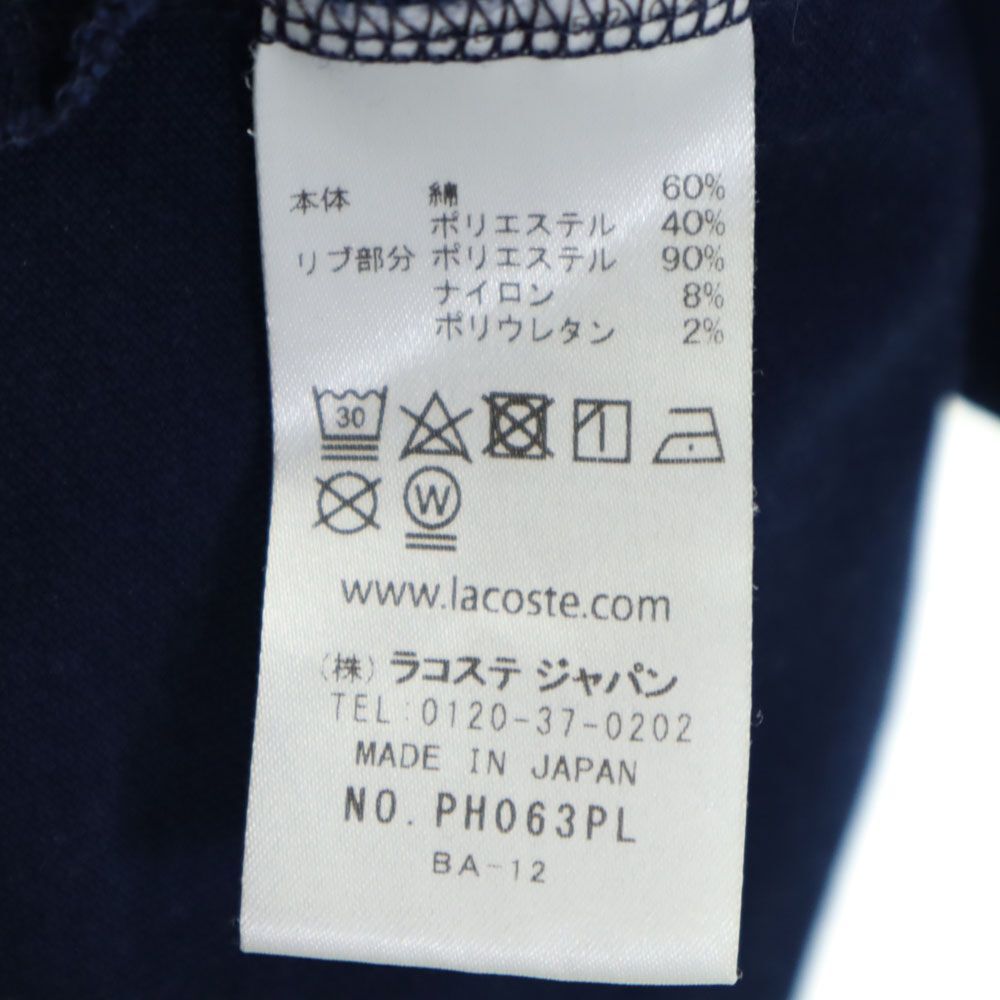 本体 綿 60%
ポリエステル 40%
リブ部分 ポリエステル 90%
ナイロン 8%
ポリウレタン 2%
30
W
www.lacoste.com
(株) ラコステ ジャパン
TEL:0120-37-0202
MADE IN JAPAN
NO. PH063PL
BA-12